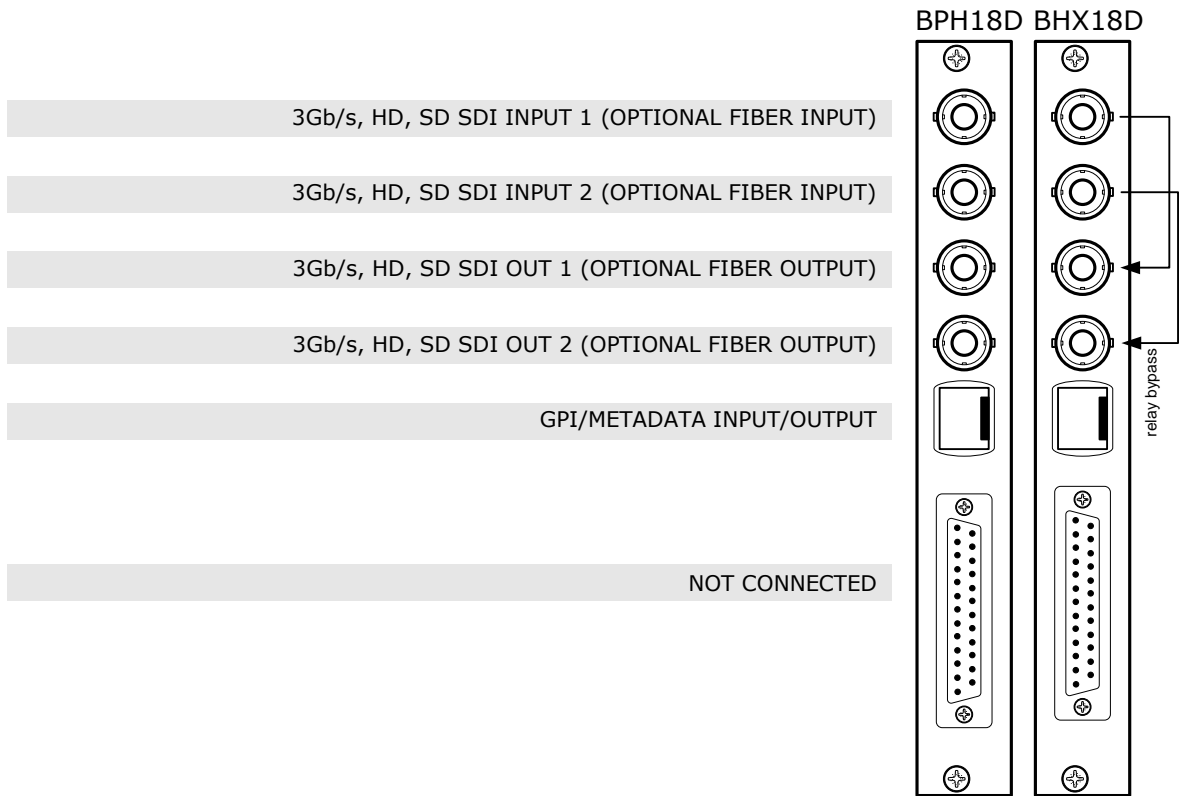 BPH18D BHX18D
3Gb/s, HD, SD SDI INPUT 1 (OPTIONAL FIBER INPUT)
3Gb/s, HD, SD SDI INPUT 2 (OPTIONAL FIBER INPUT)
3Gb/s, HD, SD SDI OUT 1 (OPTIONAL FIBER OUTPUT)
3Gb/s, HD, SD SDI OUT 2 (OPTIONAL FIBER OUTPUT)
relay bypass
GPI/METADATA INPUT/OUTPUT
NOT CONNECTED